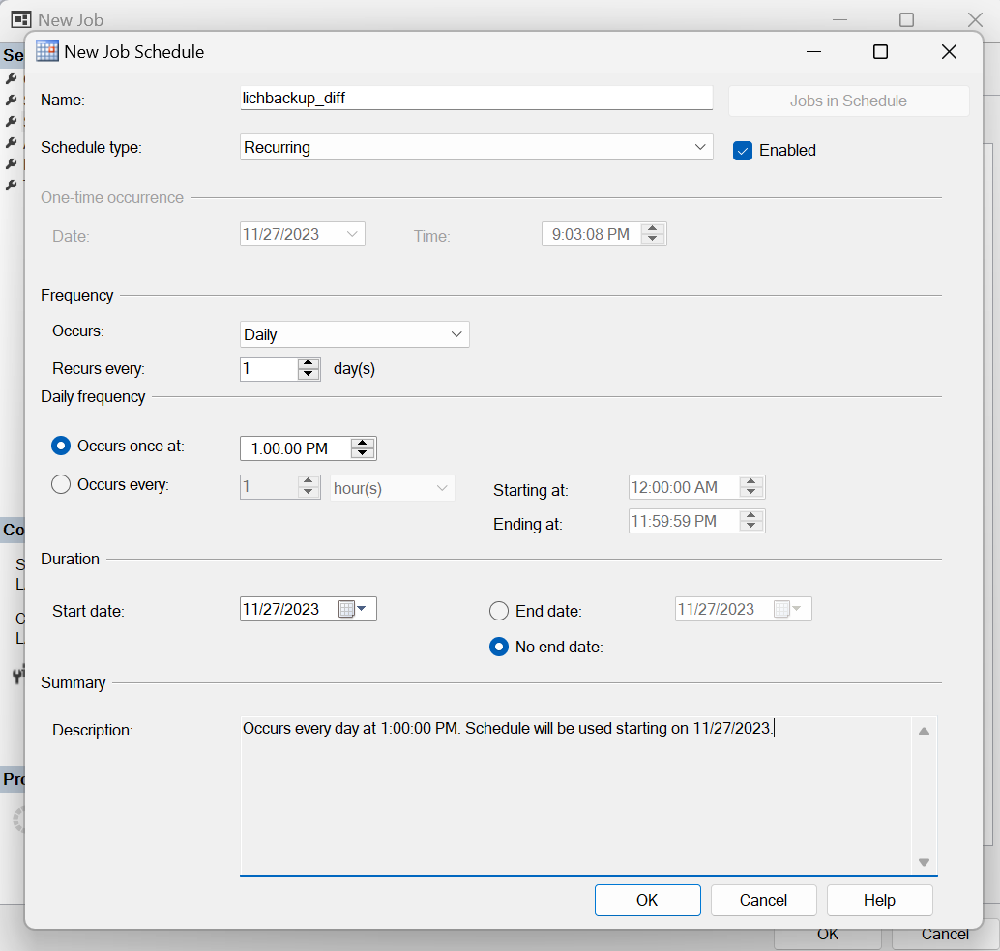 New Job
Se
New Job Schedule
Name: lichbackup_diff Jobs in Schedule
Schedule type: Recurring Enabled
One-time occurrence
Date: 11/27/2023 Time: 9:03:08 PM
Frequency
Occurs: Daily
Recurs every: 1 day(s)
Daily frequency
Occurs once at: 1:00:00 PM
Occurs every: 1 hour(s) Starting at: 12:00:00 AM
Ending at: 11:59:59 PM
Co
Duration
S
L
Start date: 11/27/2023 End date: 11/27/2023
C
L
No end date:
Summary
Description: Occurs every day at 1:00:00 PM. Schedule will be used starting on 11/27/2023.
Pro
OK Cancel Help
OK Cancel